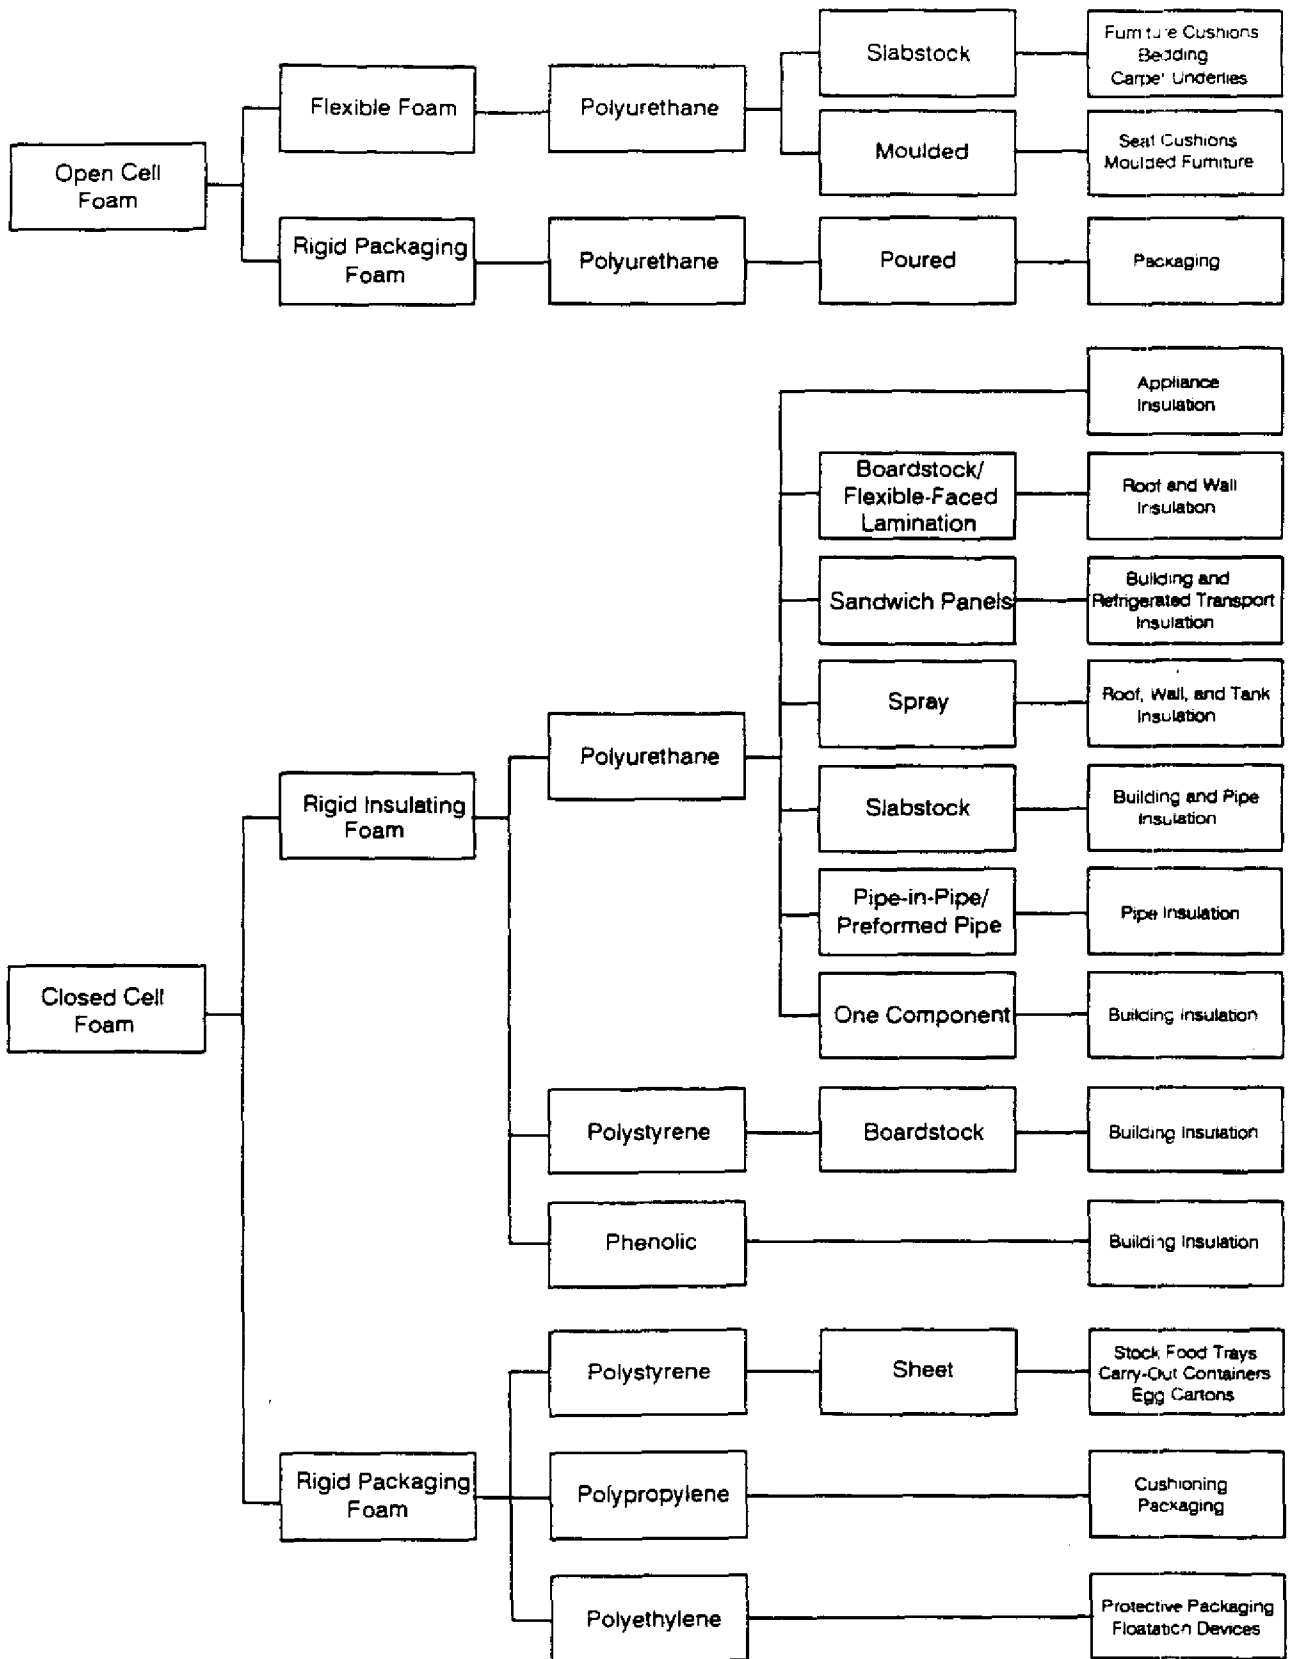 Open Cell
Foam
Flexible Foam
Polyurethane
Slabstock
Furniture Cushions
Bedding
Carpet Underlies
Moulded
Seat Cushions
Moulded Furniture
Rigid Packaging
Foam
Polyurethane
Poured
Packaging
Closed Cell
Foam
Rigid Insulating
Foam
Polyurethane
Appliance
Insulation
Boardstock/
Flexible-Faced
Lamination
Roof and Wall
Insulation
Sandwich Panels
Building and
Refrigerated Transport
Insulation
Spray
Roof, Wall, and Tank
Insulation
Slabstock
Building and Pipe
Insulation
Pipe-in-Pipe/
Preformed Pipe
Pipe Insulation
One Component
Building Insulation
Polystyrene
Boardstock
Building Insulation
Phenolic
Building Insulation
Rigid Packaging
Foam
Polystyrene
Sheet
Stock Food Trays
Carry-Out Containers
Egg Cartons
Polypropylene
Cushioning
Packaging
Polyethylene
Protective Packaging
Floatation Devices